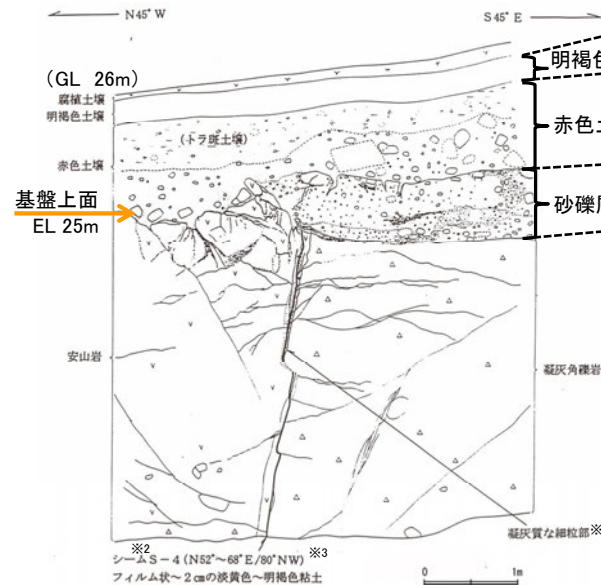 N45°W
S45°E
(GL 26m)
腐植土壌
明褐色土壌
(トラ斑土壌)
赤色土壌
基盤上面
EL 25m
明褐色
赤色土
砂礫層
安山岩
凝灰角礫岩
凝灰質な細粒部※
※2
※3
シームS-4(N52°~68°E/80°NW)
フィルム状~2㎝の淡黄色~明褐色粘土
0 1m